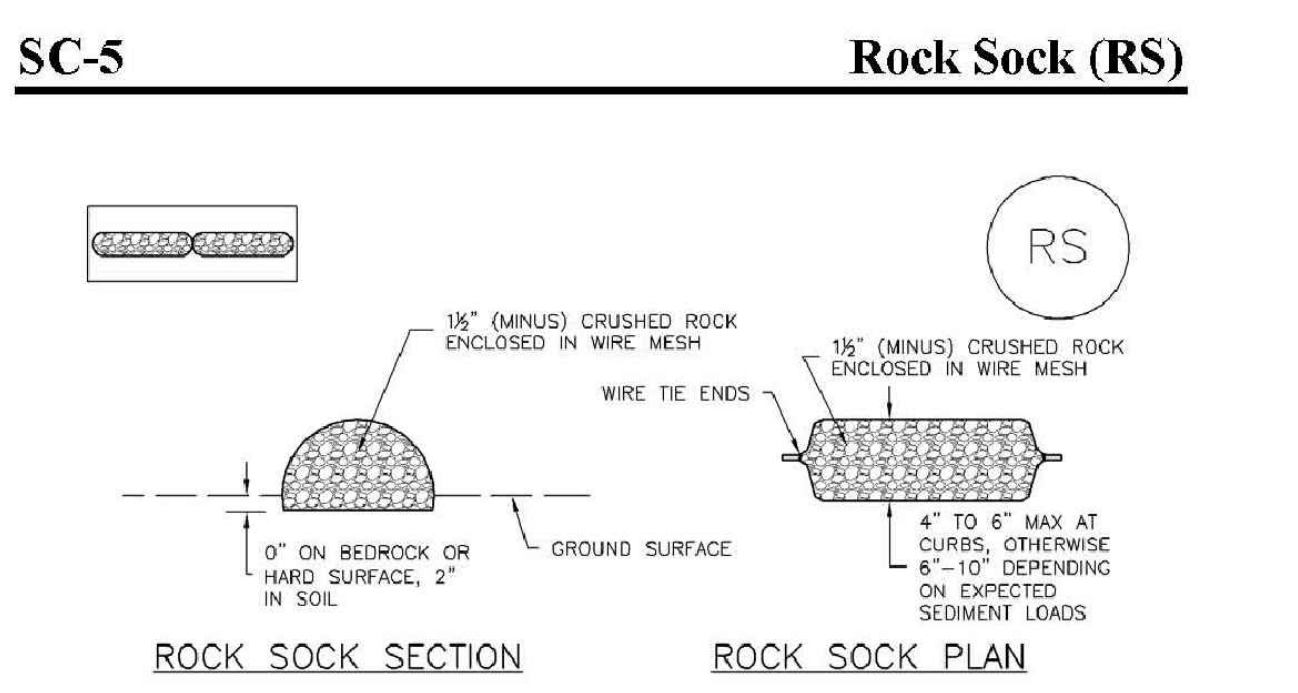 SC-5
Rock Sock (RS)
RS
1½" (MINUS) CRUSHED ROCK
ENCLOSED IN WIRE MESH
1½" (MINUS) CRUSHED ROCK
ENCLOSED IN WIRE MESH
WIRE TIE ENDS
GROUND SURFACE
0" ON BEDROCK OR
HARD SURFACE, 2"
IN SOIL
4" TO 6" MAX AT
CURBS, OTHERWISE
6"-10" DEPENDING
ON EXPECTED
SEDIMENT LOADS
ROCK SOCK SECTION
ROCK SOCK PLAN